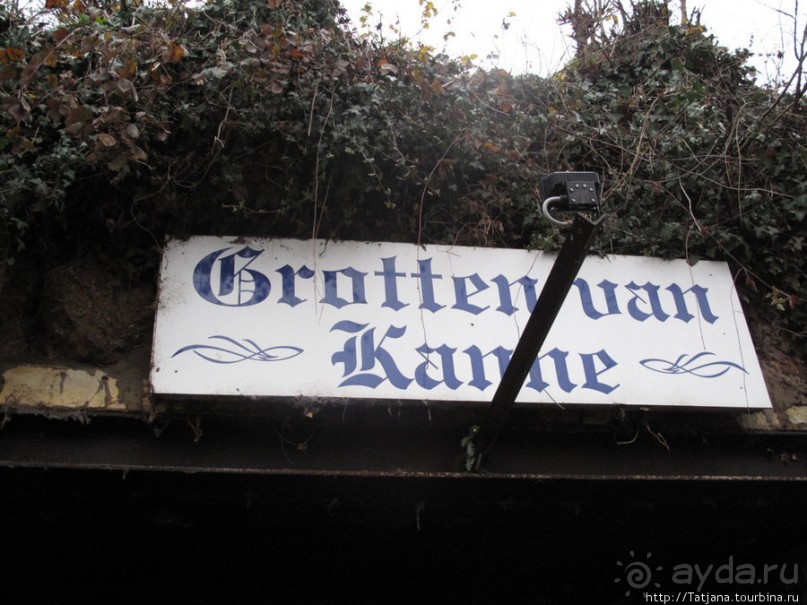 Grotten van
Kanne
ayda.ru
http://Tatjana.tourbina.ru